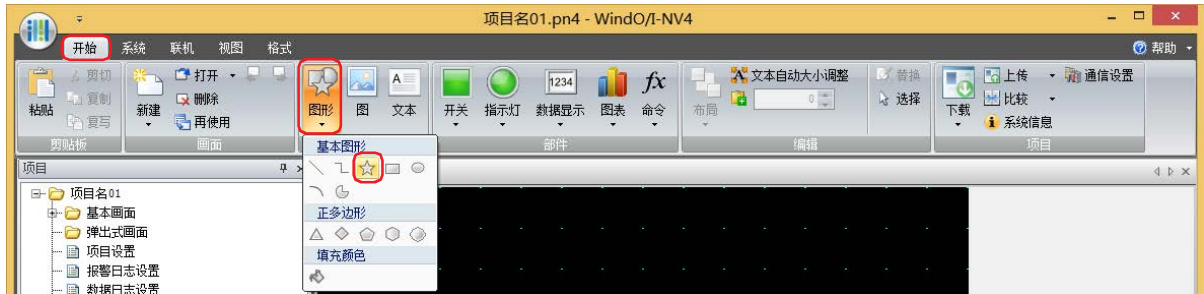 项目名01.pn4 - WindO/I-NV4
开始 系统 联机 视图 格式 帮助
粘贴 剪切 复制 复写
新建 打开 删除 再使用
图形 图 文本
开关 指示灯 数据显示 1234 图表 fx 命令
布局 文本自动大小调整 0 替换 选择
下载 上传 比较 系统信息 通信设置
剪贴板 画面 部件 编辑 项目
项目
项目名01
基本画面
弹出式画面
项目设置
报警日志设置
数据日志设置
基本图形
正多边形
填充颜色